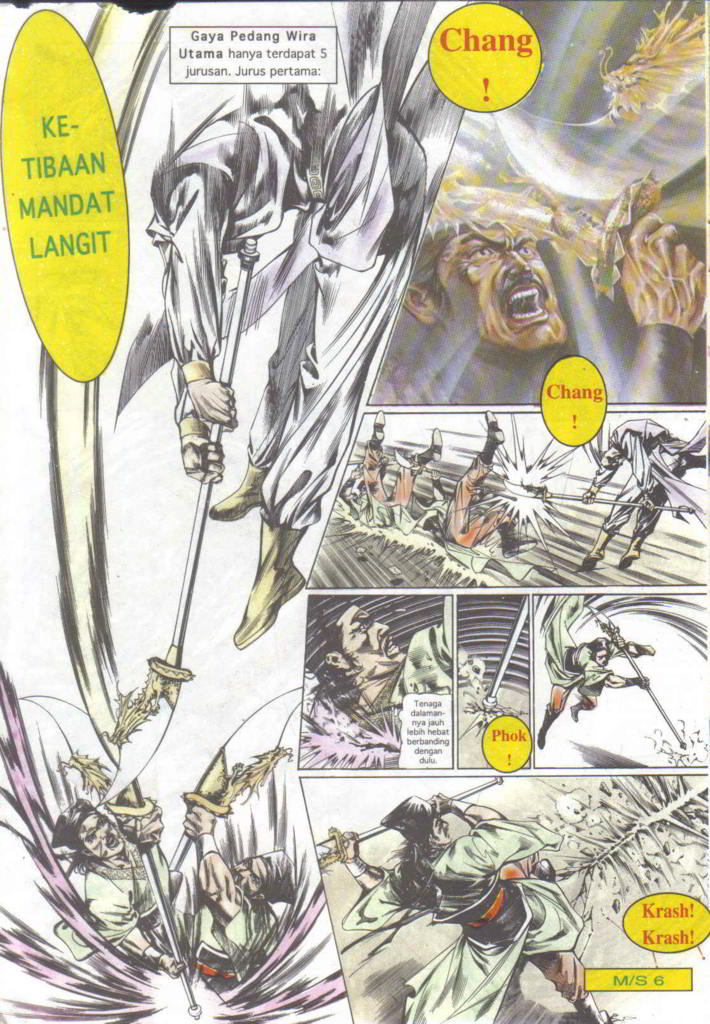 Gaya Pedang Wira
Utama hanya terdapat 5
jurusan. Jurus pertama:
KE-
TIBAAN
MANDAT
LANGIT
Chang
!
Chang
!
Tenaga
dalaman-
nya jauh
lebih hebat
berbanding
dengan
dulu.
Phok
!
Krash!
Krash!
M/S 6